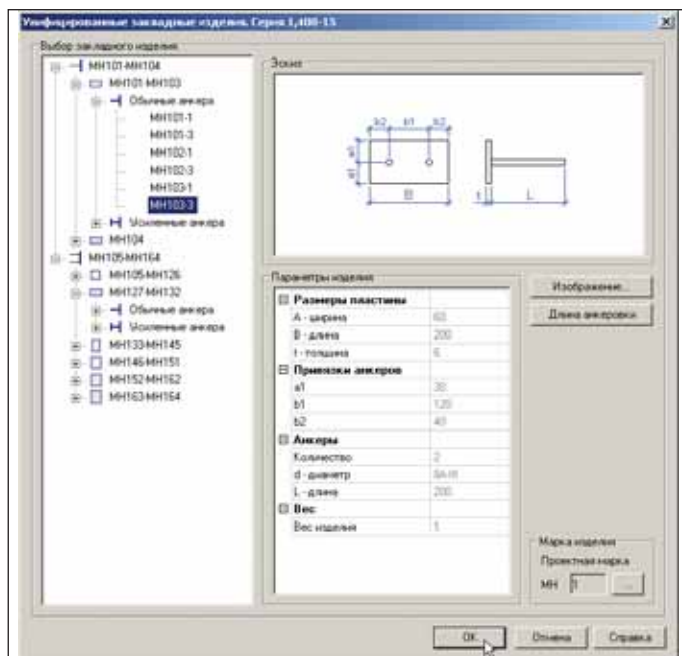 Унифицированные закладные изделия. Серия 1,400-15
Выбор закладного изделия
МН101-МН104
МН101-МН103
Обычные анкера
МН101-1
МН101-3
МН102-1
МН102-3
МН103-1
МН103-3
Усиленные анкера
МН104
МН105-МН164
МН105-МН126
МН127-МН132
Обычные анкера
Усиленные анкера
МН133-МН145
МН146-МН151
МН152-МН162
МН163-МН164
Эскиз
b2 b1 b2
a1
a1
B
t L
Параметры изделия
Размеры пластины
А - ширина 60
В - длина 200
t - толщина 6
Привязки анкеров
a1 30
b1 120
b2 40
Анкеры
Количество 2
d - диаметр 8А-III
L - длина 200
Вес
Вес изделия 1
Изображение...
Длина анкеровки
Марка изделия
Проектная марка
МН 1 ...
ОК Отмена Справка